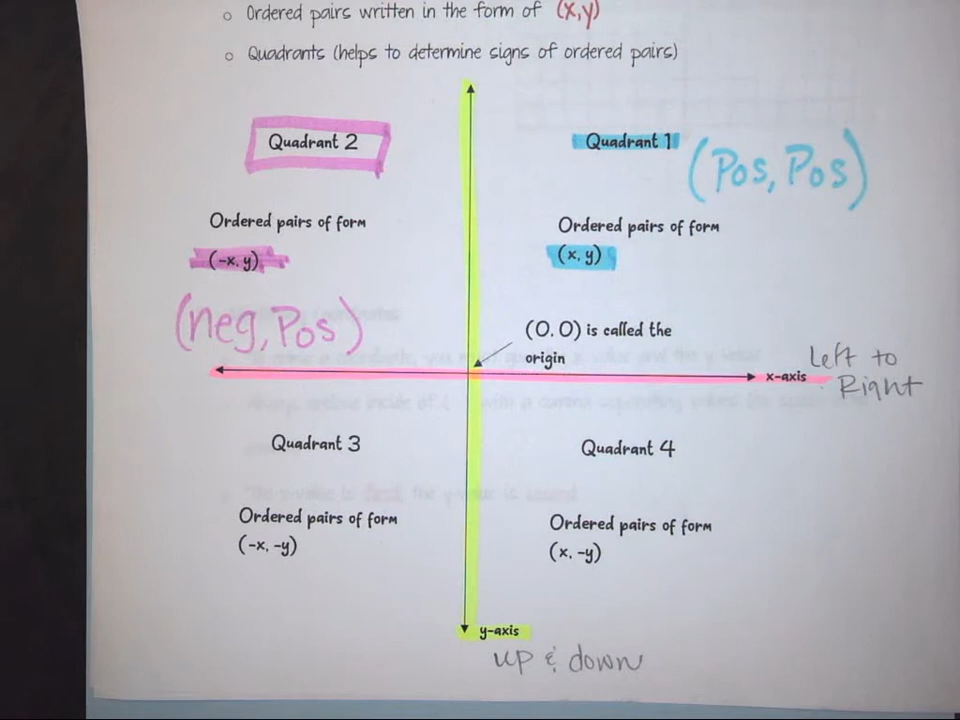 Ordered pairs written in the form of (x,y)
Quadrants (helps to determine signs of ordered pairs)
Quadrant 2
Quadrant 1
(Pos, Pos)
Ordered pairs of form
(-x, y)
(neg, Pos)
Ordered pairs of form
(x, y)
(0, 0) is called the
origin
x-axis
Left to
Right
Quadrant 3
Quadrant 4
Ordered pairs of form
(-x, -y)
Ordered pairs of form
(x, -y)
y-axis
up & down